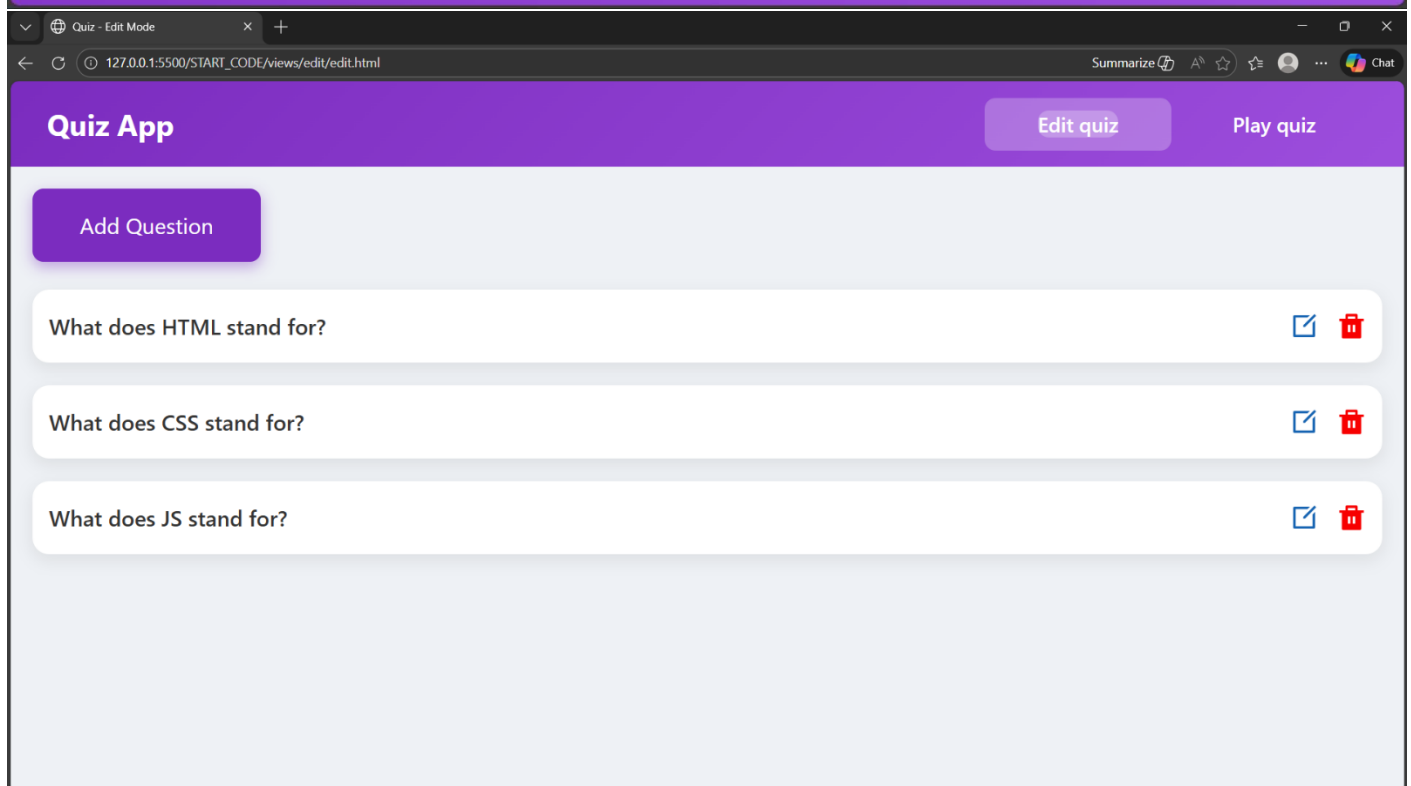 Quiz - Edit Mode
127.0.0.1:5500/START_CODE/views/edit/edit.html Summarize Chat
Quiz App Edit quiz Play quiz
Add Question
What does HTML stand for?
What does CSS stand for?
What does JS stand for?